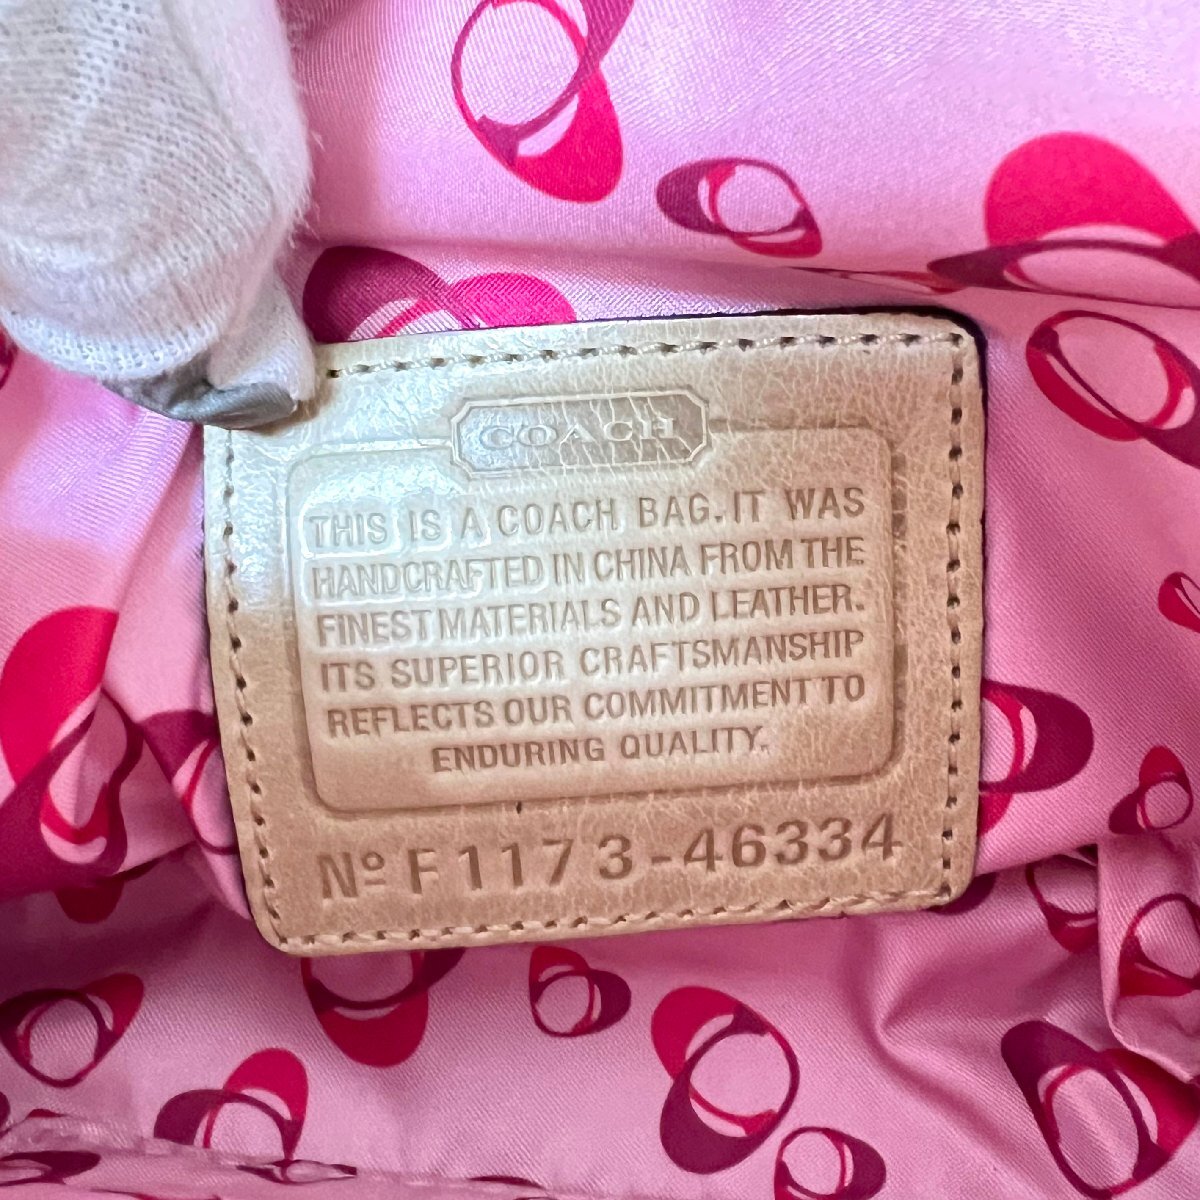 COACH
THIS IS A COACH BAG. IT WAS
HANDCRAFTED IN CHINA FROM THE
FINEST MATERIALS AND LEATHER.
ITS SUPERIOR CRAFTSMANSHIP
REFLECTS OUR COMMITMENT TO
ENDURING QUALITY.
Nº F1173-46334